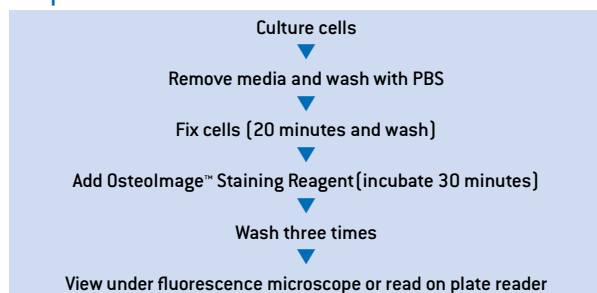 Culture cells
Remove media and wash with PBS
Fix cells (20 minutes and wash)
Add OsteoImage™ Staining Reagent(incubate 30 minutes)
Wash three times
View under fluorescence microscope or read on plate reader